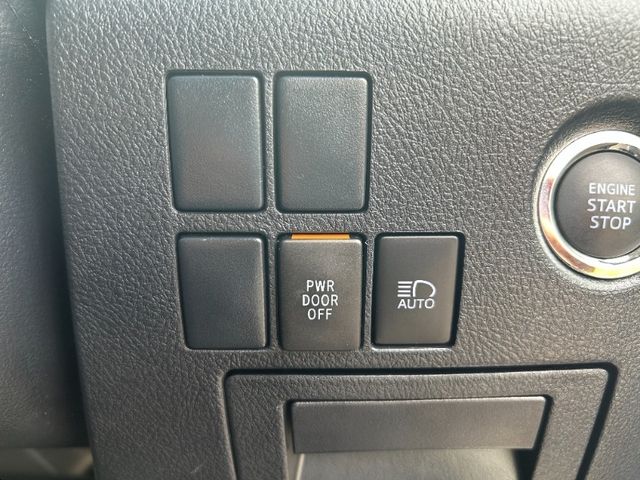 ENGINE
START
STOP
PWR
DOOR
OFF
AUTO